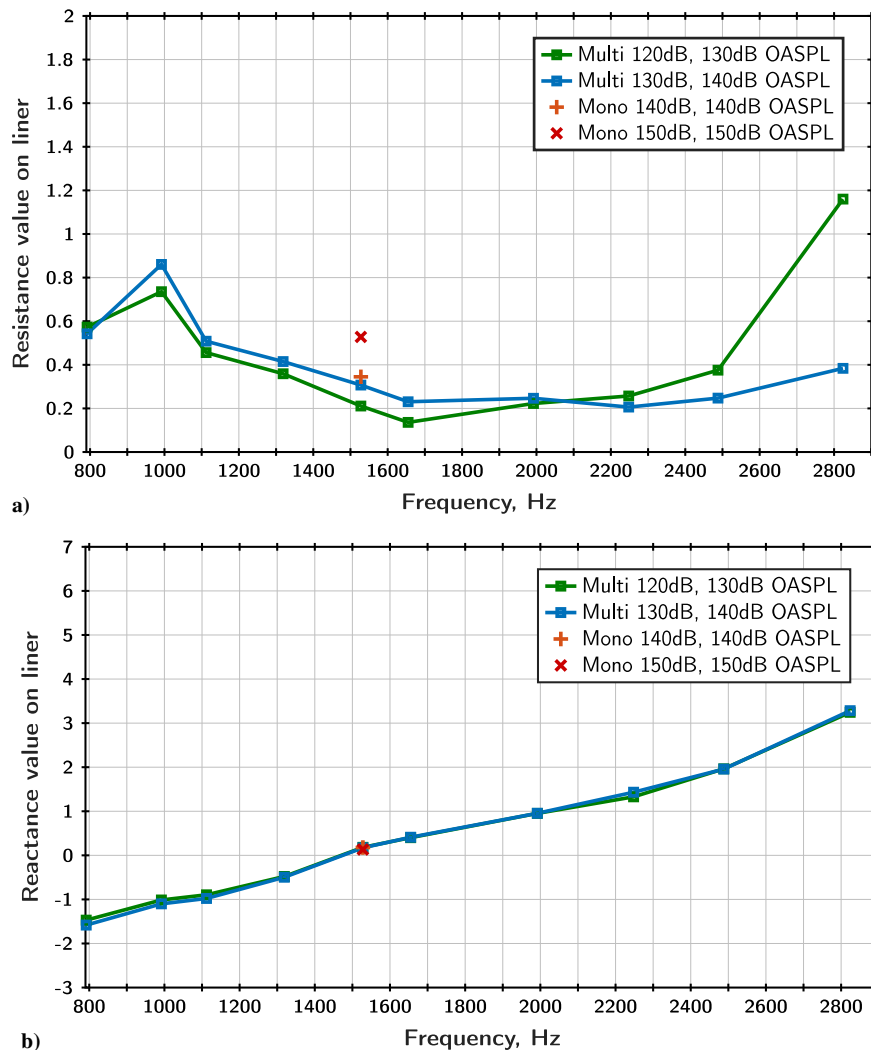 2
1.8
1.6
1.4
1.2
1
0.8
0.6
0.4
0.2
0
Resistance value on liner
Multi 120dB, 130dB OASPL
Multi 130dB, 140dB OASPL
Mono 140dB, 140dB OASPL
Mono 150dB, 150dB OASPL
800 1000 1200 1400 1600 1800 2000 2200 2400 2600 2800
Frequency, Hz
a)
7
6
5
4
3
2
1
0
-1
-2
-3
Reactance value on liner
Multi 120dB, 130dB OASPL
Multi 130dB, 140dB OASPL
Mono 140dB, 140dB OASPL
Mono 150dB, 150dB OASPL
800 1000 1200 1400 1600 1800 2000 2200 2400 2600 2800
Frequency, Hz
b)